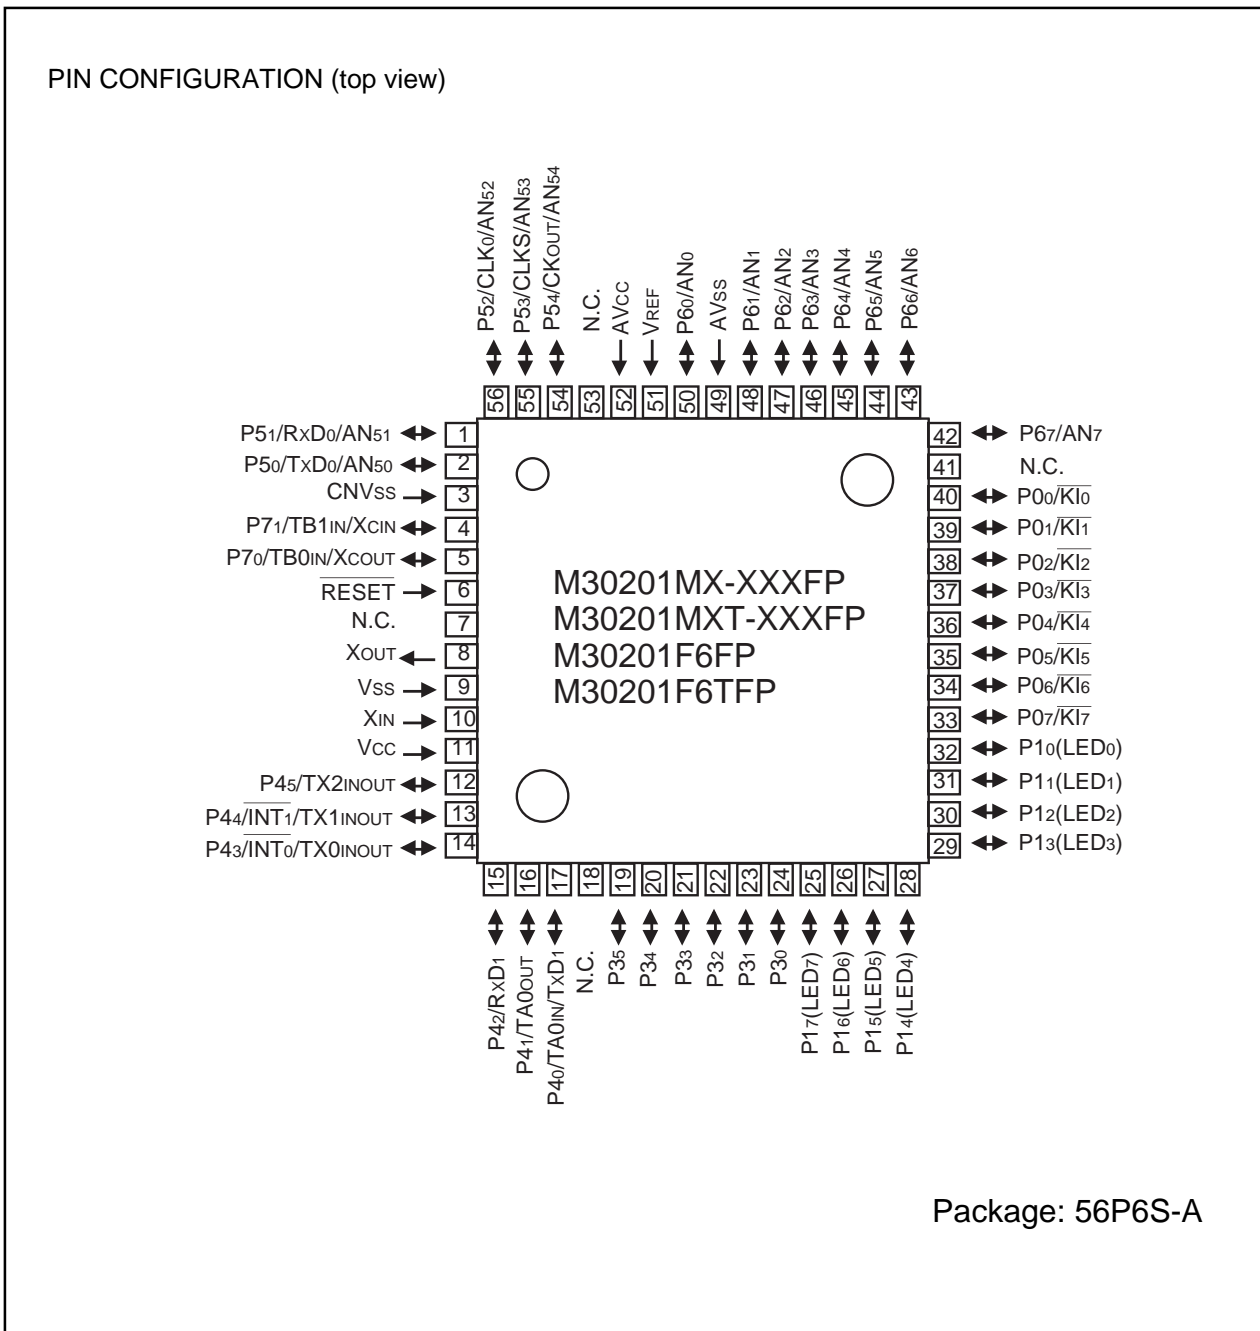 PIN CONFIGURATION (top view)
P52/CLK0/AN52
P53/CLKS/AN53
P54/CKOUT/AN54
N.C.
AVCC
VREF
P60/AN0
AVSS
P61/AN1
P62/AN2
P63/AN3
P64/AN4
P65/AN5
P66/AN6
56 55 54 53 52 51 50 49 48 47 46 45 44 43
P51/RxD0/AN51 1
P50/TxD0/AN50 2
CNVSS 3
P71/TB1IN/XCIN 4
P70/TB0IN/XCOUT 5
RESET 6
N.C. 7
XOUT 8
VSS 9
XIN 10
VCC 11
P45/TX2INOUT 12
P44/INT1/TX1INOUT 13
P43/INT0/TX0INOUT 14
M30201MX-XXXFP
M30201MXT-XXXFP
M30201F6FP
M30201F6TFP
42 P67/AN7
41 N.C.
40 P00/KI0
39 P01/KI1
38 P02/KI2
37 P03/KI3
36 P04/KI4
35 P05/KI5
34 P06/KI6
33 P07/KI7
32 P10(LED0)
31 P11(LED1)
30 P12(LED2)
29 P13(LED3)
15 16 17 18 19 20 21 22 23 24 25 26 27 28
P42/RxD1
P41/TA0OUT
P40/TA0IN/TxD1
N.C.
P35
P34
P33
P32
P31
P30
P17(LED7)
P16(LED6)
P15(LED5)
P14(LED4)
Package: 56P6S-A